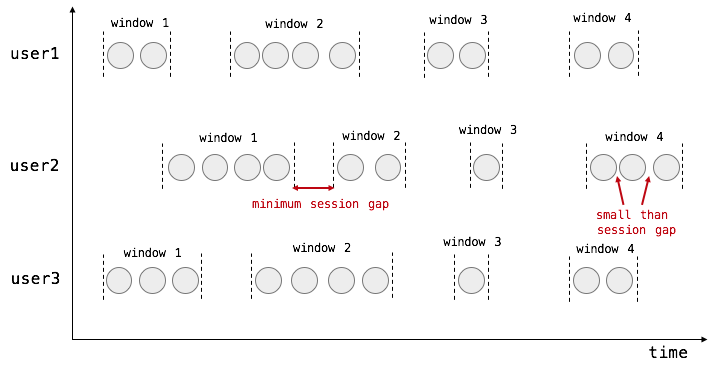 window 1
window 2
window 3
window 4
user1
window 1
window 2
window 3
window 4
user2
minimum session gap
small than
session gap
window 1
window 2
window 3
window 4
user3
time